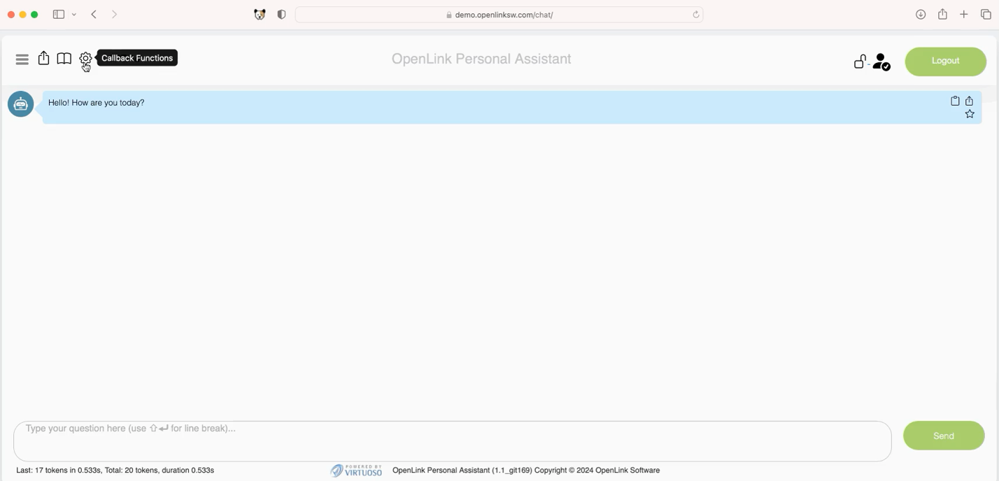 demo.openlinksw.com/chat/
Callback Functions
OpenLink Personal Assistant
Logout
Hello! How are you today?
Type your question here (use ⇧↵ for line break)...
Send
Last: 17 tokens in 0.533s, Total: 20 tokens, duration 0.533s
POWERED BY
VIRTUOSO
OpenLink Personal Assistant (1.1_git169) Copyright © 2024 OpenLink Software